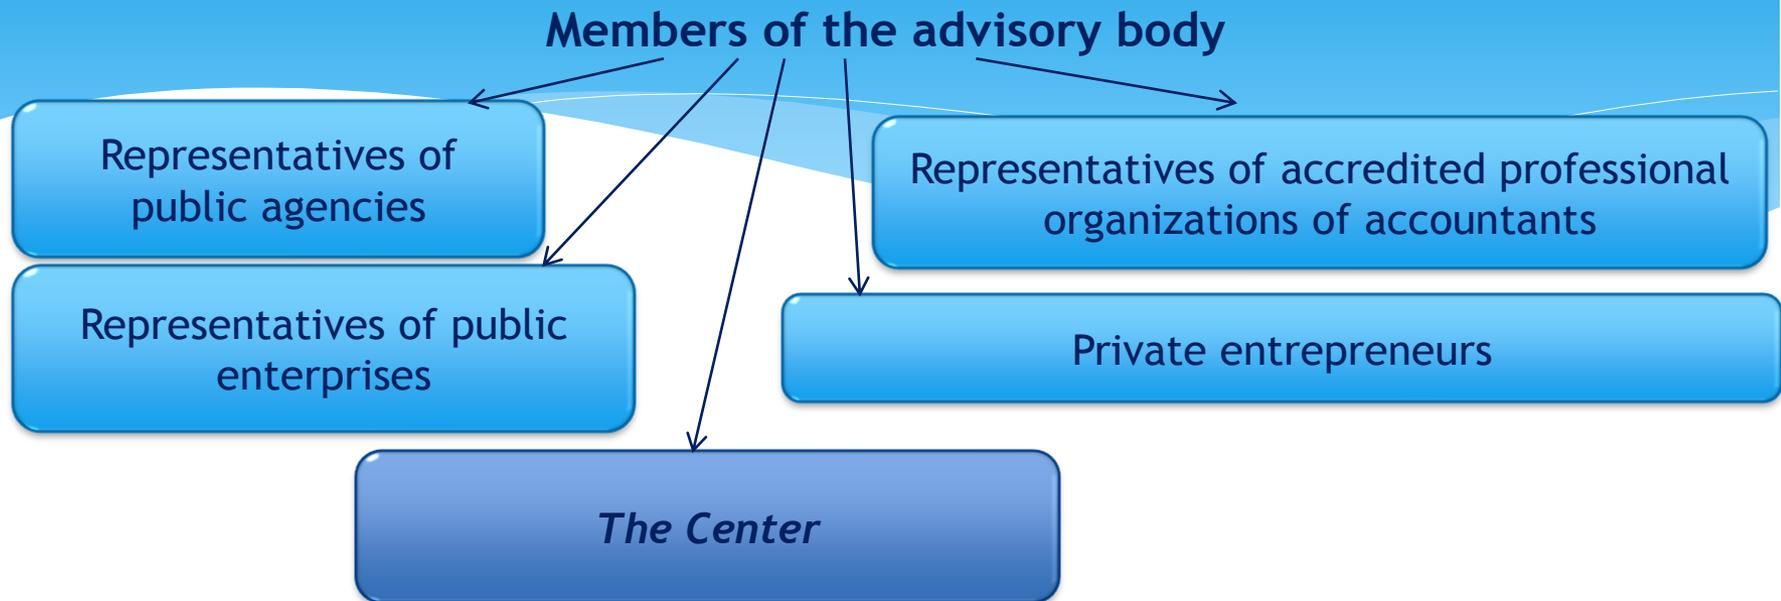 Members of the advisory body
Representatives of
public agencies
Representatives of accredited professional
organizations of accountants
Representatives of public
enterprises
Private entrepreneurs
The Center